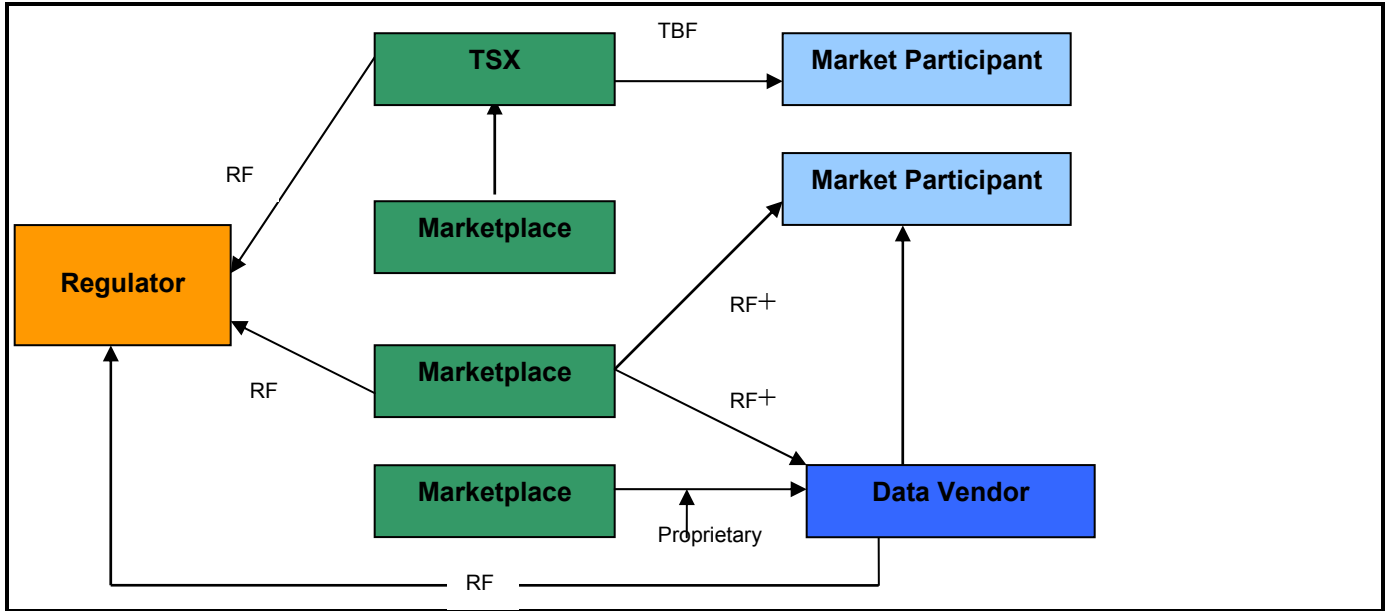 TBF
TSX
Market Participant
RF
Market Participant
Marketplace
Regulator
RF+
Marketplace
RF
RF+
Marketplace
Data Vendor
Proprietary
RF